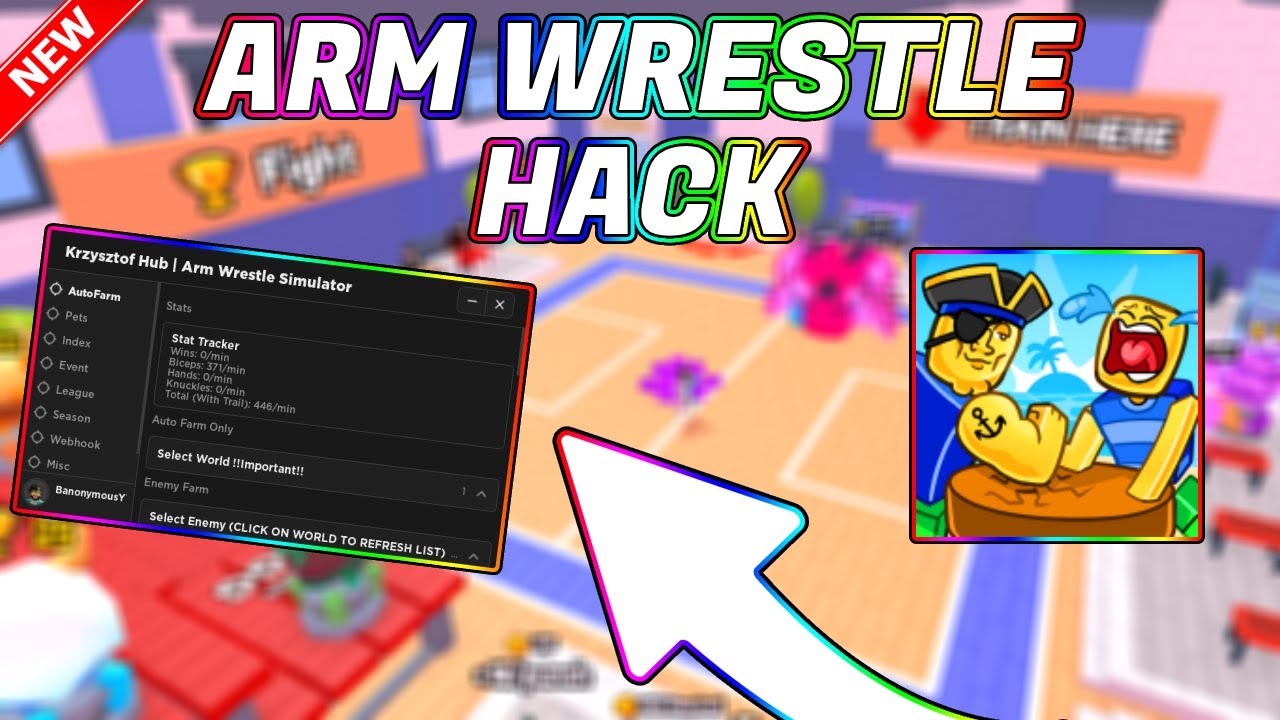 NEW
ARM WRESTLE
HACK
Fight
TRAIN HERE
Krzysztof Hub | Arm Wrestle Simulator
AutoFarm
Pets
Index
Event
League
Season
Webhook
Misc
BanonymousY
Stats
Stat Tracker
Wins: 0/min
Biceps: 371/min
Hands: 0/min
Knuckles: 0/min
Total (With Trail): 446/min
Auto Farm Only
Select World !!Important!!
1
Enemy Farm
Select Enemy (CLICK ON WORLD TO REFRESH LIST) ...